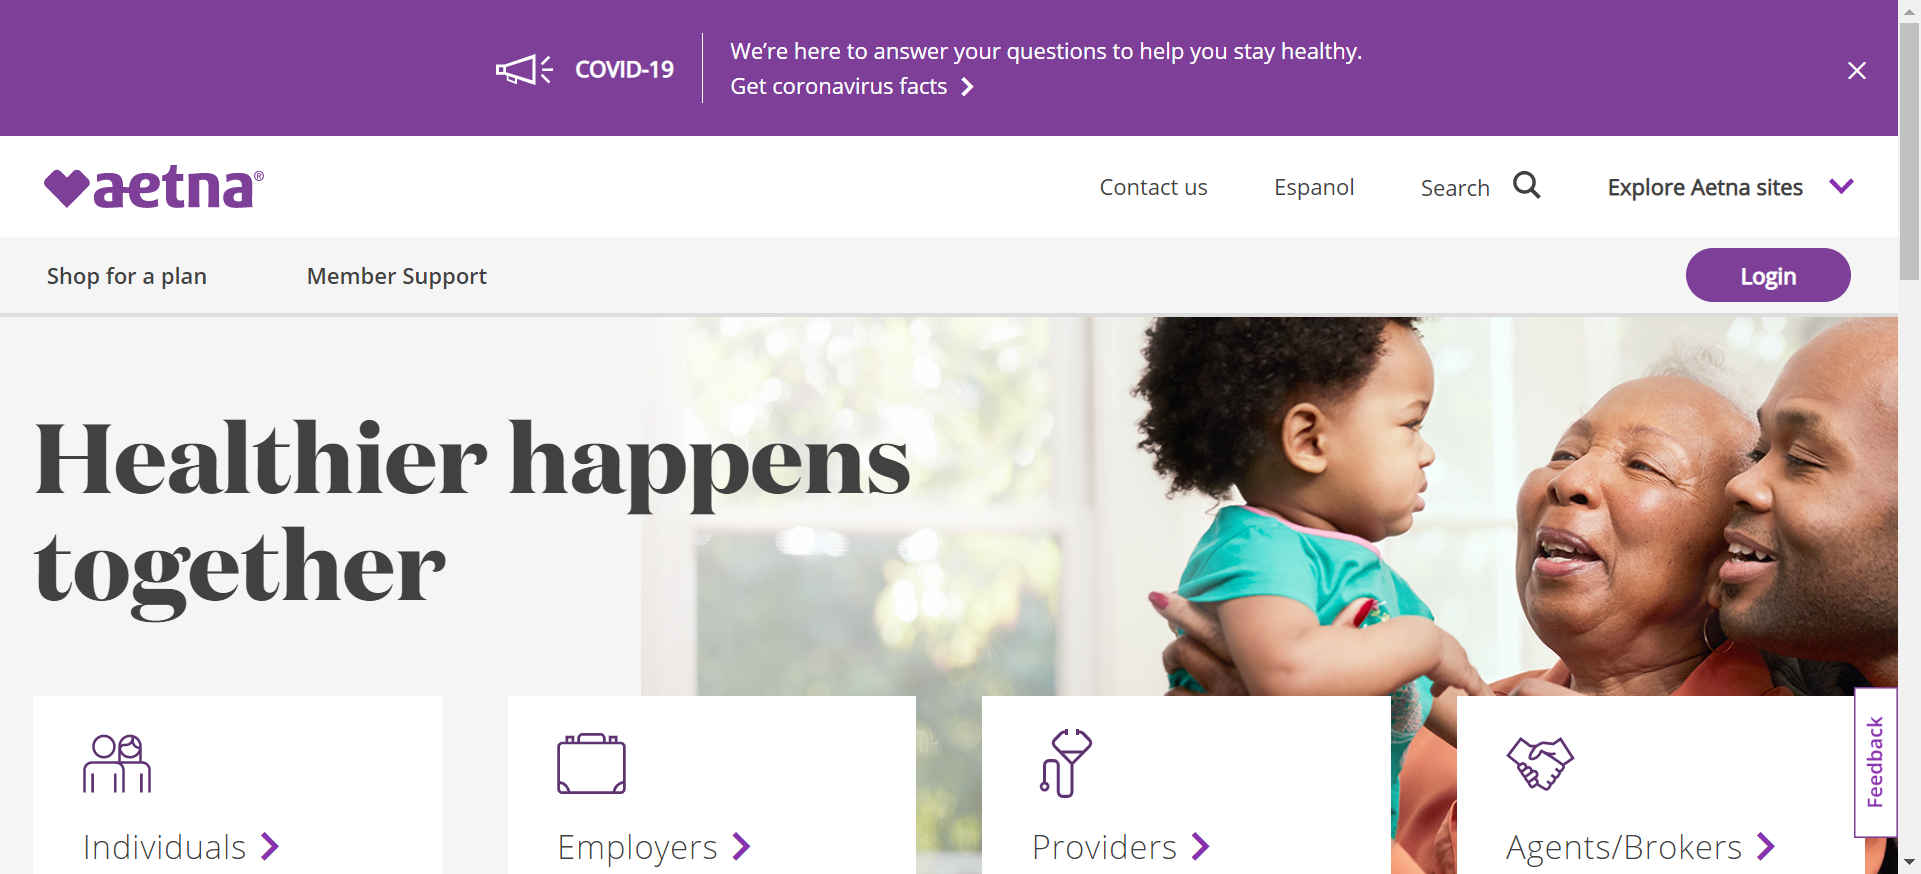 COVID-19
We’re here to answer your questions to help you stay healthy.
Get coronavirus facts
aetna®
Contact us
Espanol
Search
Explore Aetna sites
Shop for a plan
Member Support
Login
Healthier happens
together
Individuals
Employers
Providers
Agents/Brokers
Feedback